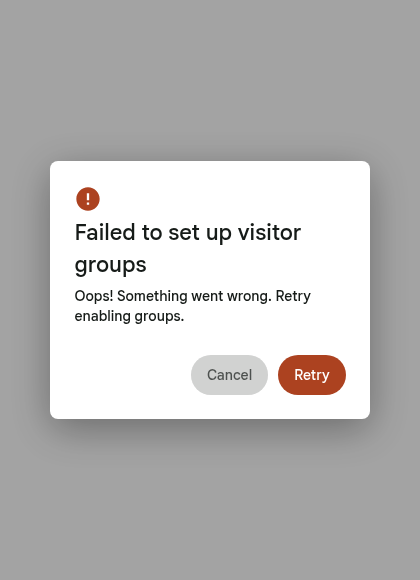 Failed to set up visitor
groups
Oops! Something went wrong. Retry
enabling groups.
Cancel
Retry